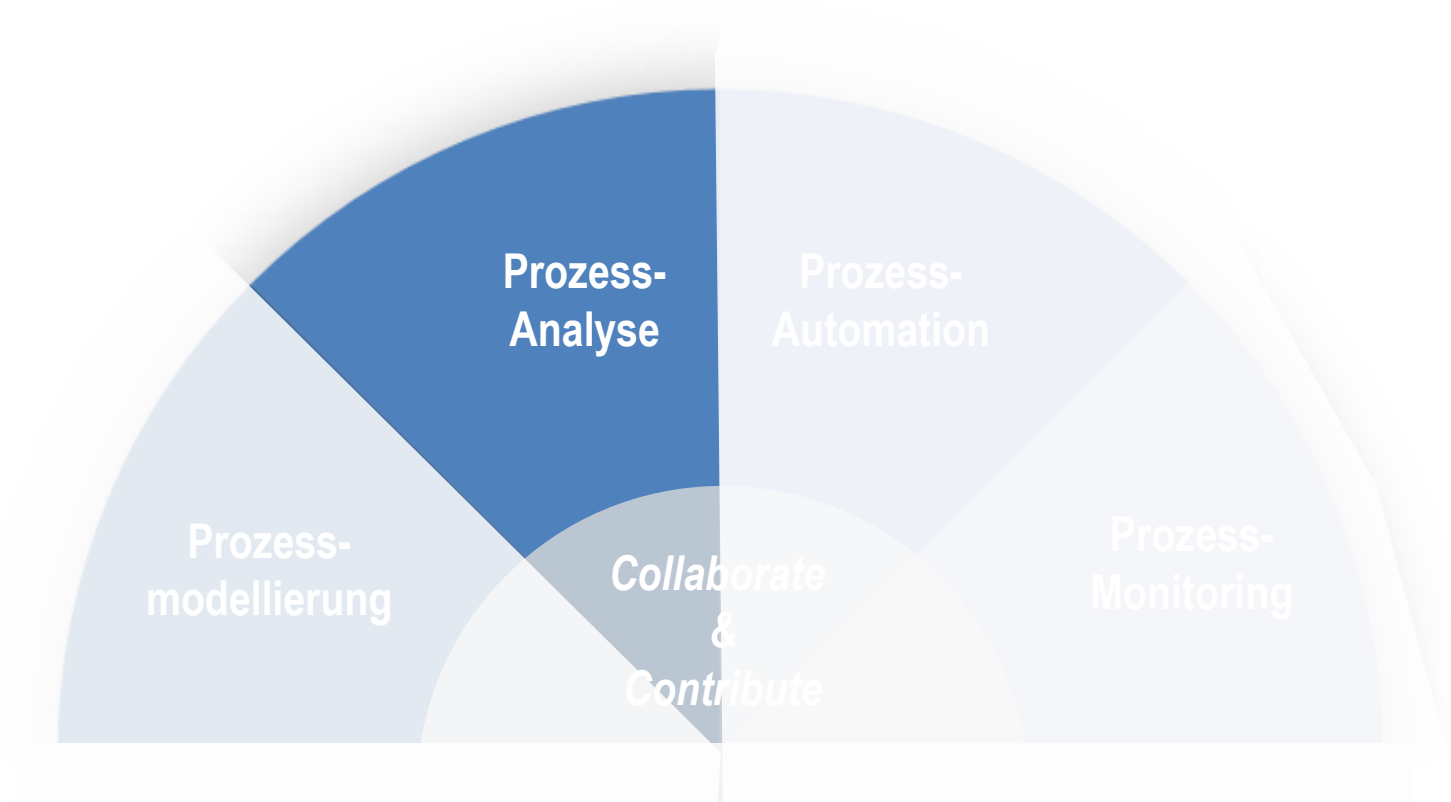 Prozess-
Analyse
Prozess-
Automation
Prozess-
modellierung
Collaborate
&
Contribute
Prozess-
Monitoring